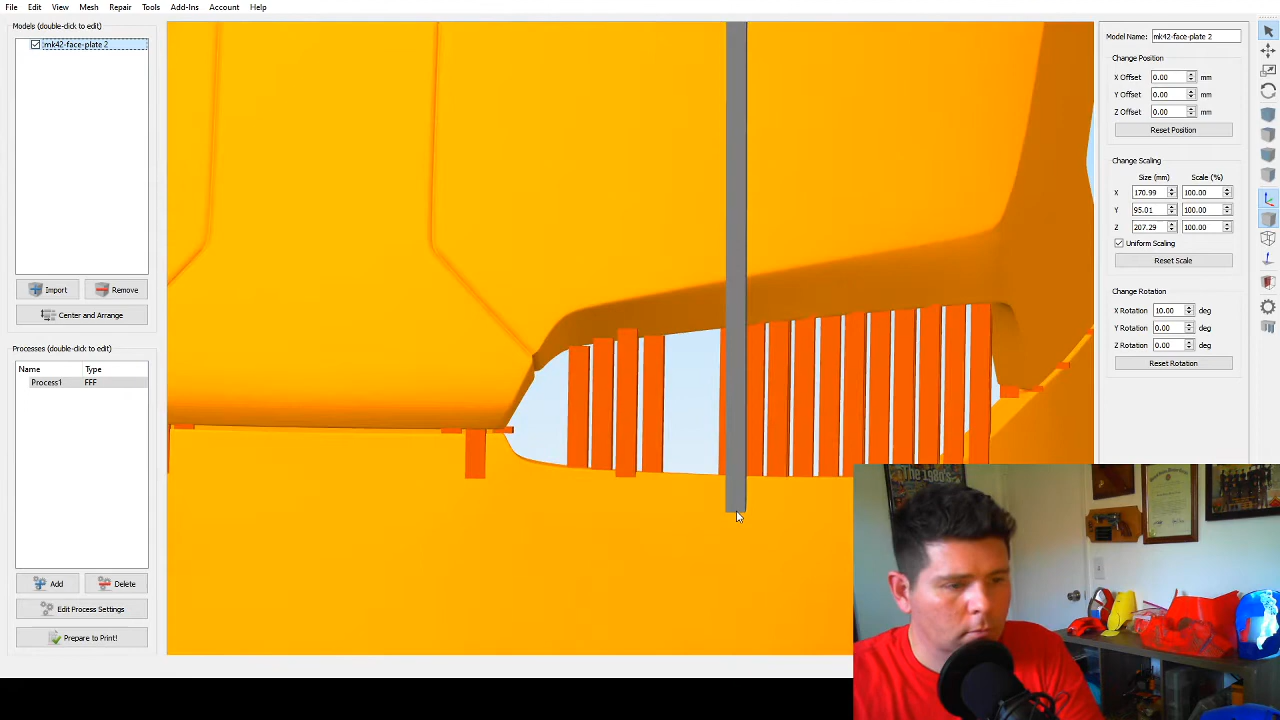 File Edit View Mesh Repair Tools Add-Ins Account Help
Models (double-click to edit)
mk42-face-plate 2
Import Remove
Center and Arrange
Processes (double-click to edit)
Name Type
Process1 FFF
Add Delete
Edit Process Settings
Prepare to Print!
Model Name: mk42-face-plate 2
Change Position
X Offset 0.00 mm
Y Offset 0.00 mm
Z Offset 0.00 mm
Reset Position
Change Scaling
Size (mm) Scale (%)
X 170.99 100.00
Y 95.01 100.00
Z 207.29 100.00
Uniform Scaling
Reset Scale
Change Rotation
X Rotation 10.00 deg
Y Rotation 0.00 deg
Z Rotation 0.00 deg
Reset Rotation
The 1980's